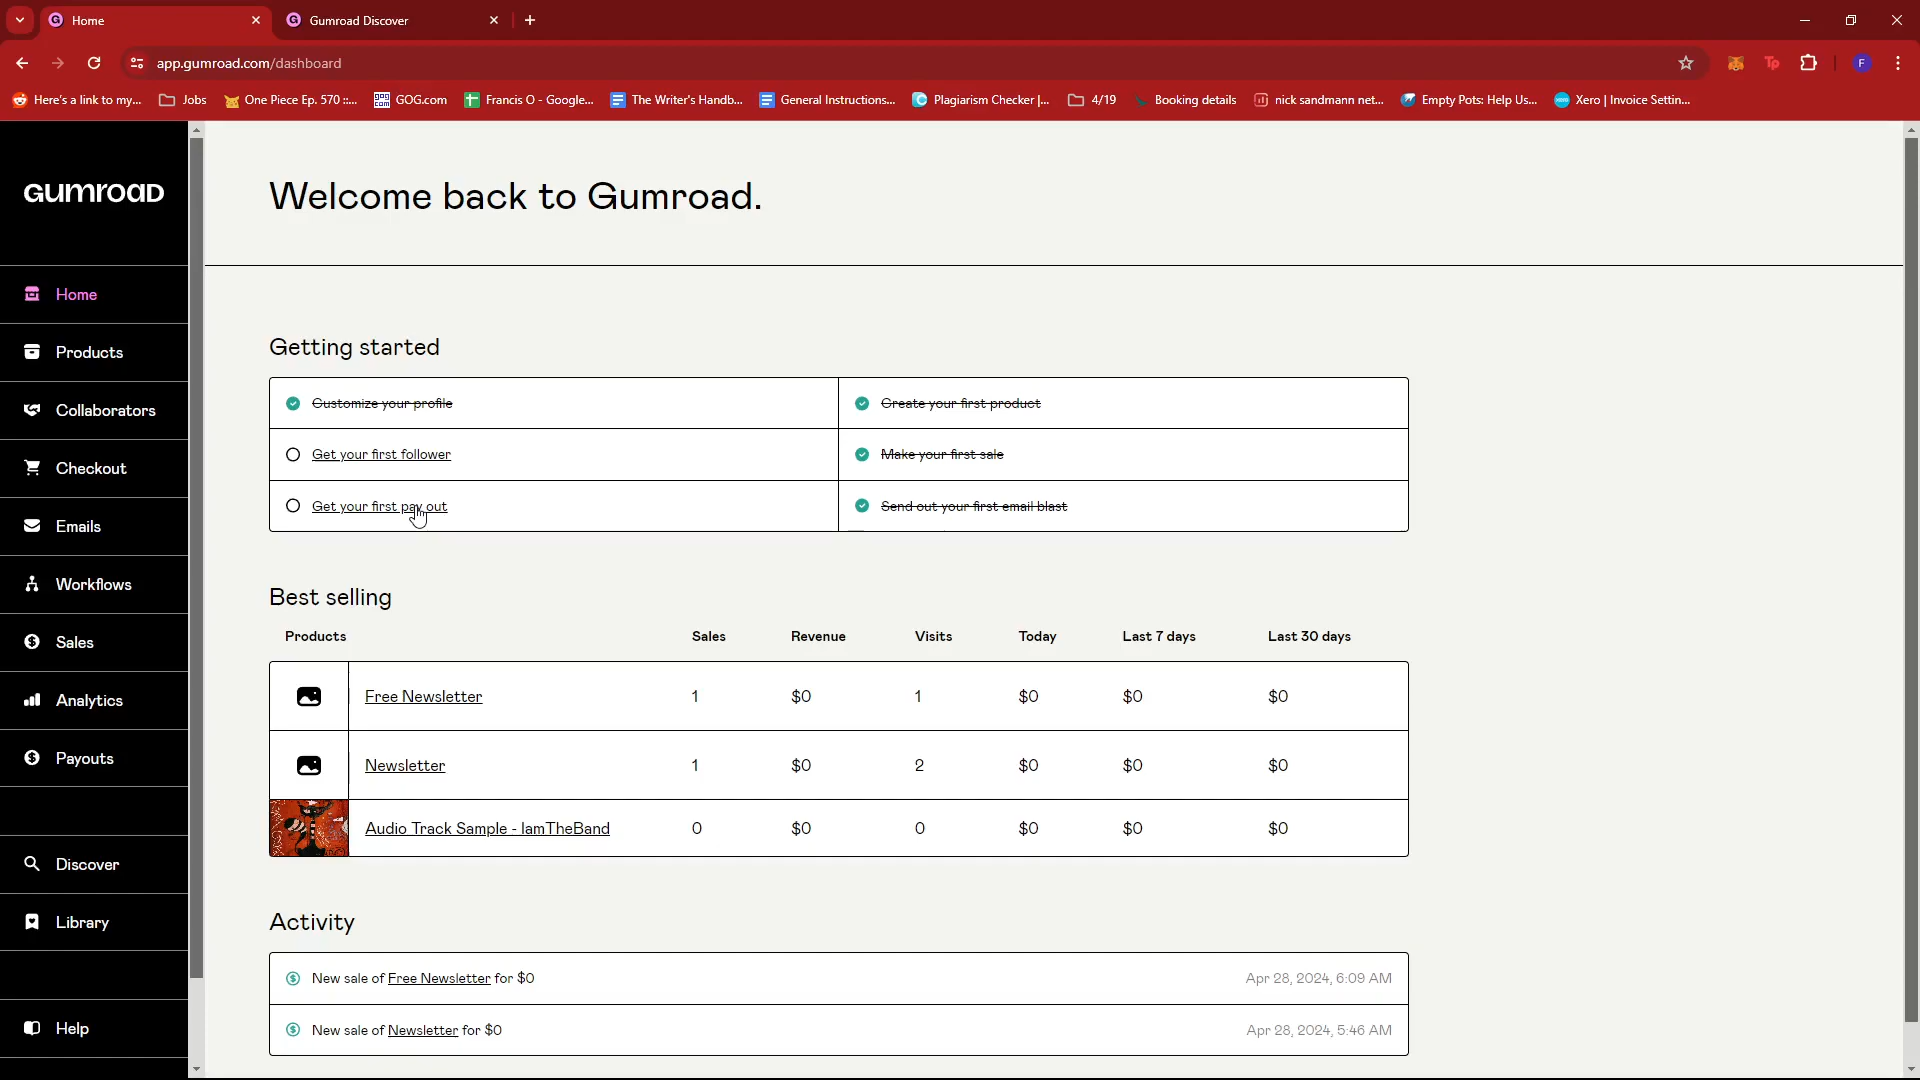 Home
Gumroad Discover
app.gumroad.com/dashboard
Here's a link to my...
Jobs
One Piece Ep. 570 ::...
GOG.com
Francis O - Google...
The Writer's Handb...
General Instructions...
Plagiarism Checker |...
4/19
Booking details
nick sandmann net...
Empty Pots: Help Us...
Xero | Invoice Settin...
GUMROAD
Home
Products
Collaborators
Checkout
Emails
Workflows
Sales
Analytics
Payouts
Discover
Library
Help
Welcome back to Gumroad.
Getting started
Customize your profile
Create your first product
Get your first follower
Make your first sale
Get your first pay out
Send out your first email blast
Best selling
Products Sales Revenue Visits Today Last 7 days Last 30 days
Free Newsletter 1 $0 1 $0 $0 $0
Newsletter 1 $0 2 $0 $0 $0
Audio Track Sample - IamTheBand 0 $0 0 $0 $0 $0
Activity
New sale of Free Newsletter for $0 Apr 28, 2024, 6:09 AM
New sale of Newsletter for $0 Apr 28, 2024, 5:46 AM